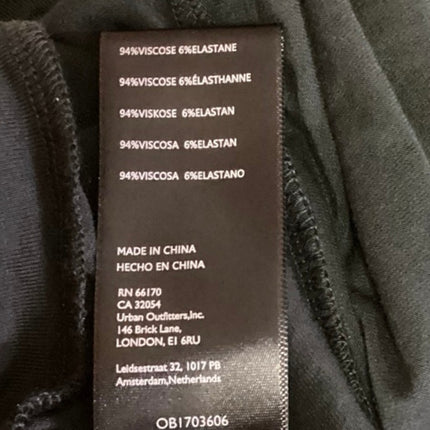 94%VISCOSE 6%ELASTANE
94%VISCOSE 6%ÉLASTHANNE
94%VISKOSE 6%ELASTAN
94%VISCOSA 6%ELASTAN
94%VISCOSA 6%ELASTANO
MADE IN CHINA
HECHO EN CHINA
RN 66170
CA 32054
Urban Outfitters,Inc.
146 Brick Lane,
LONDON, E1 6RU
Leidsestraat 32, 1017 PB
Amsterdam,Netherlands
OB1703606